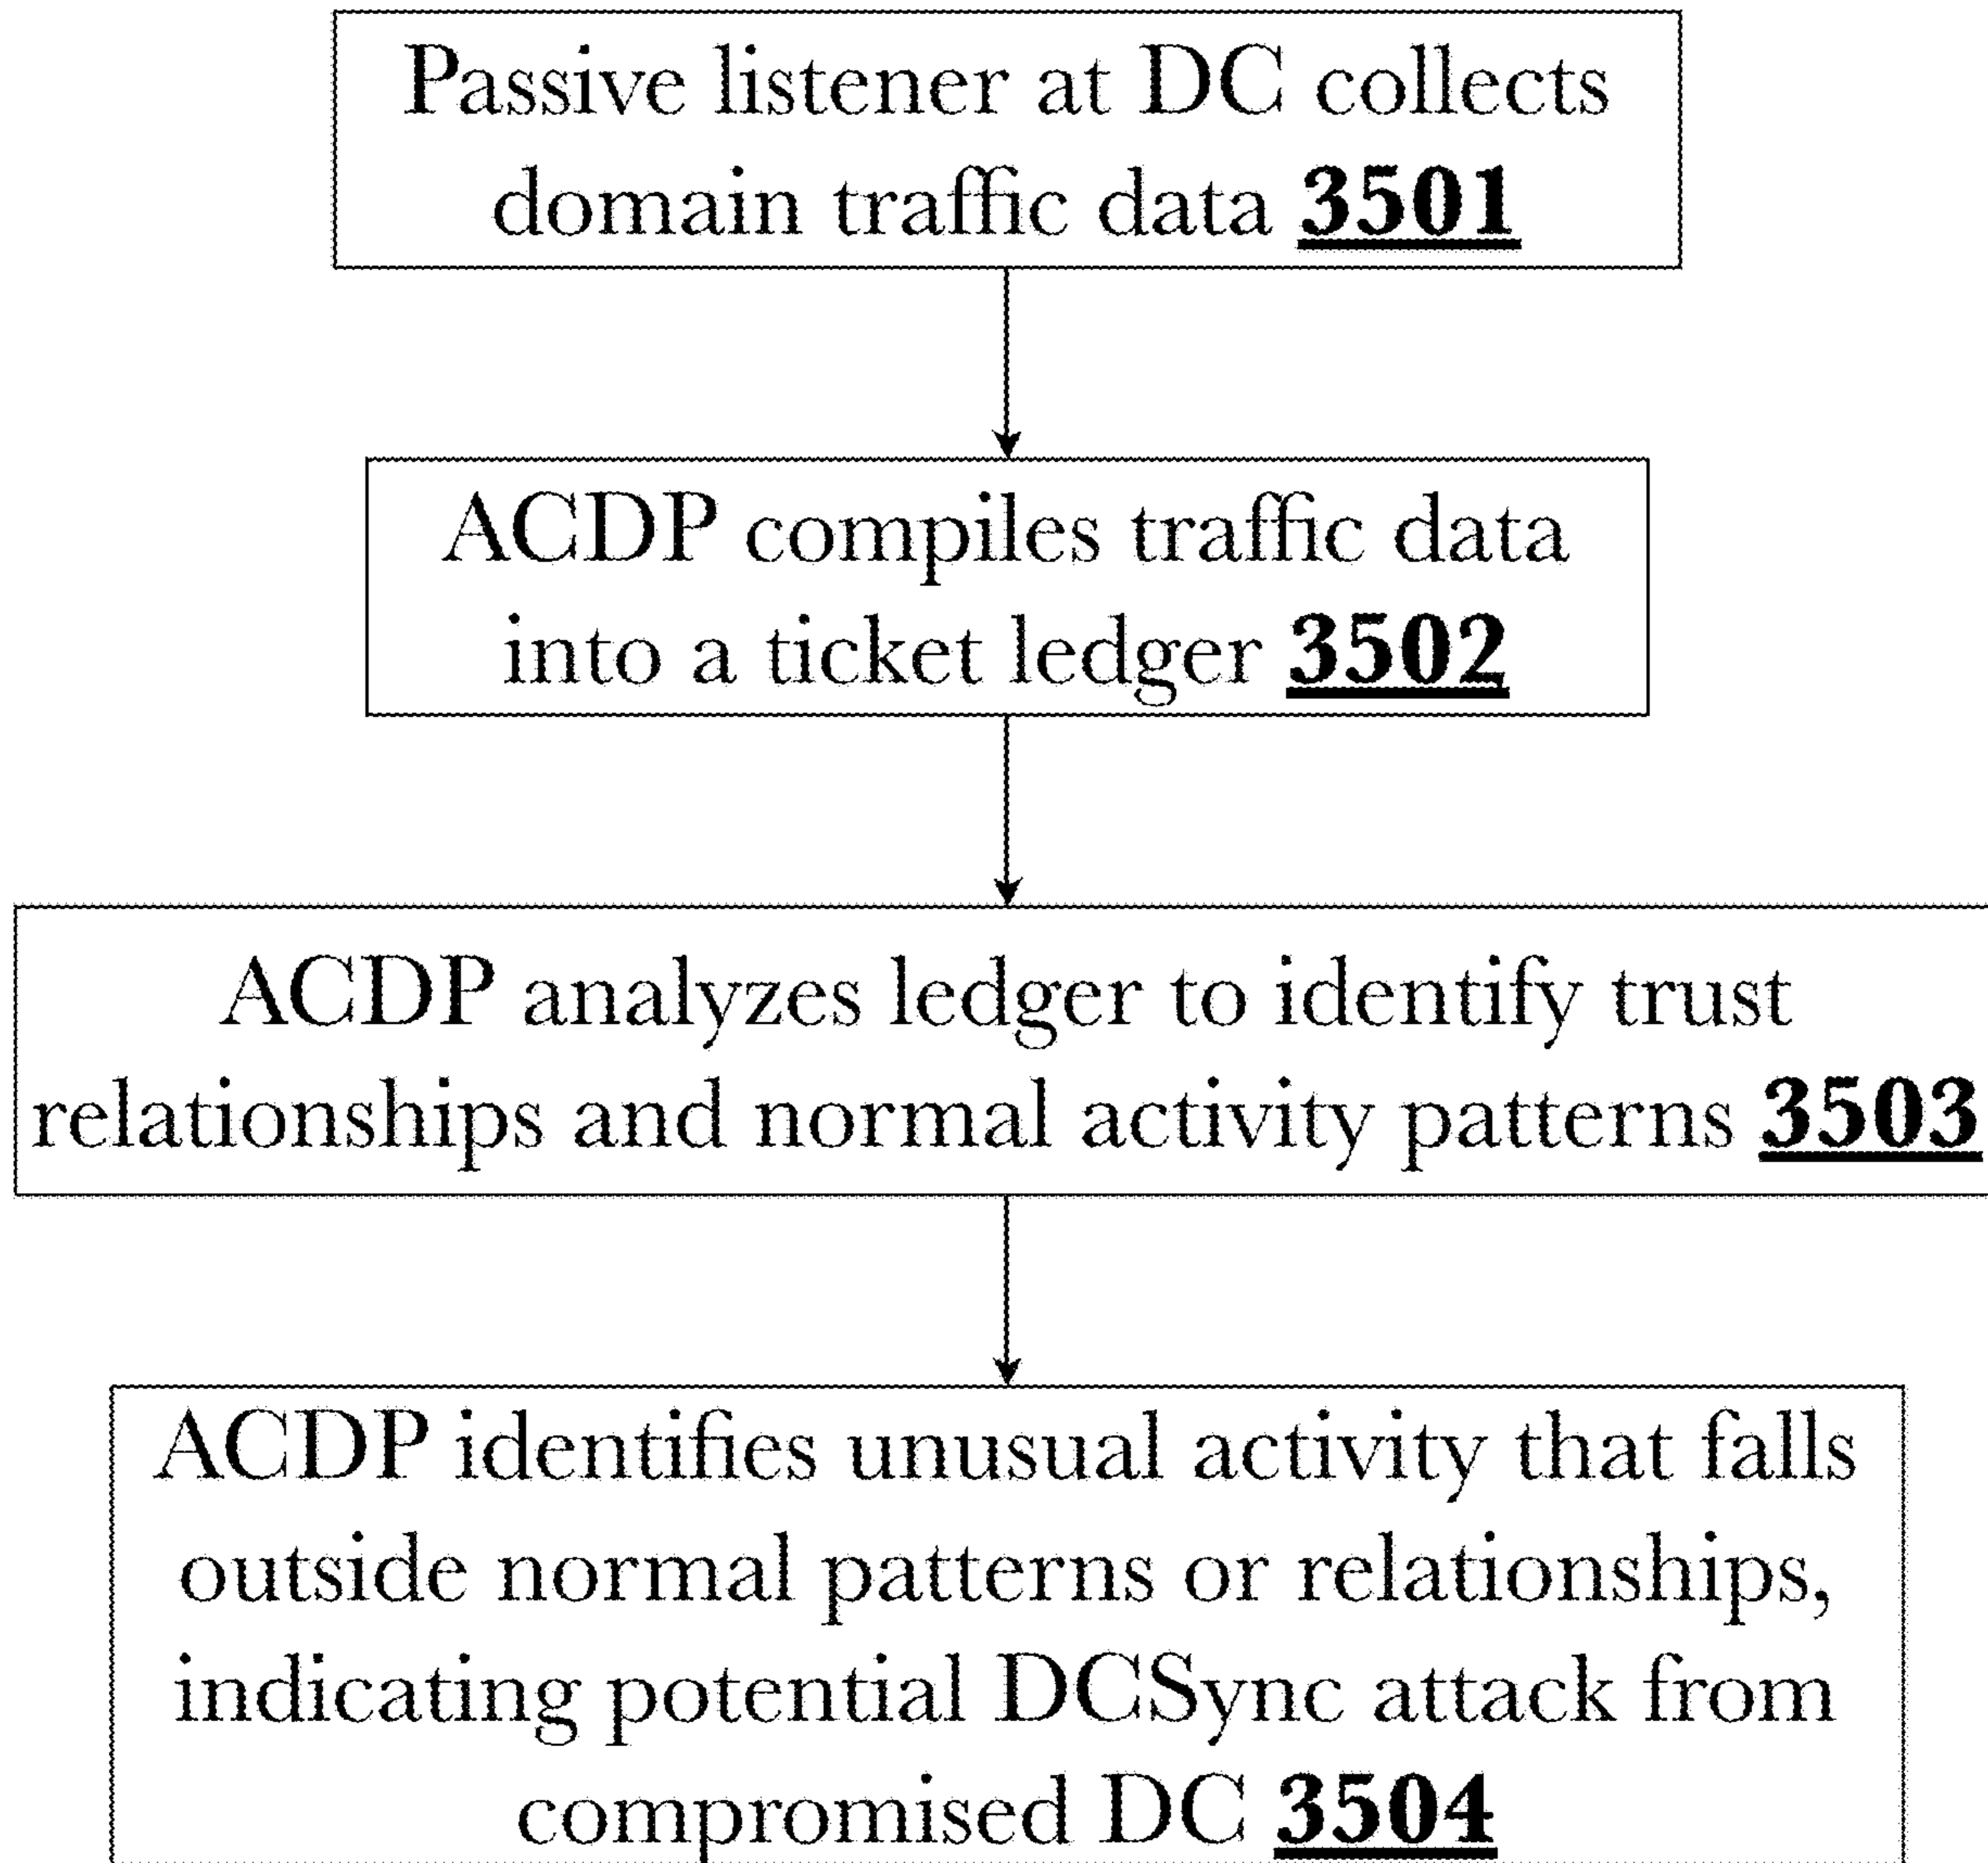 Passive listener at DC collects
domain traffic data 3501
ACDP compiles traffic data
into a ticket ledger 3502
ACDP analyzes ledger to identify trust
relationships and normal activity patterns 3503
ACDP identifies unusual activity that falls
outside normal patterns or relationships,
indicating potential DCSync attack from
compromised DC 3504